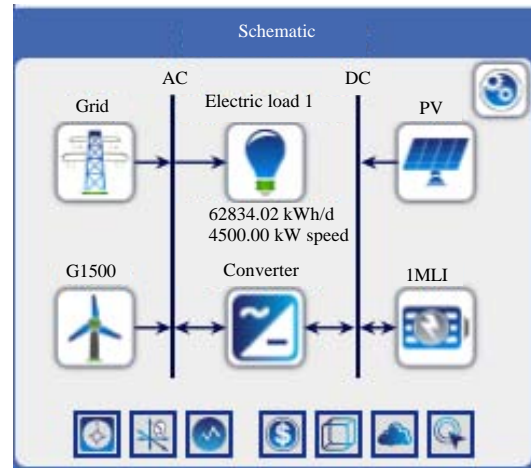 Schematic
AC
DC
Grid
Electric load 1
PV
62834.02 kWh/d
4500.00 kW speed
G1500
Converter
1MLI